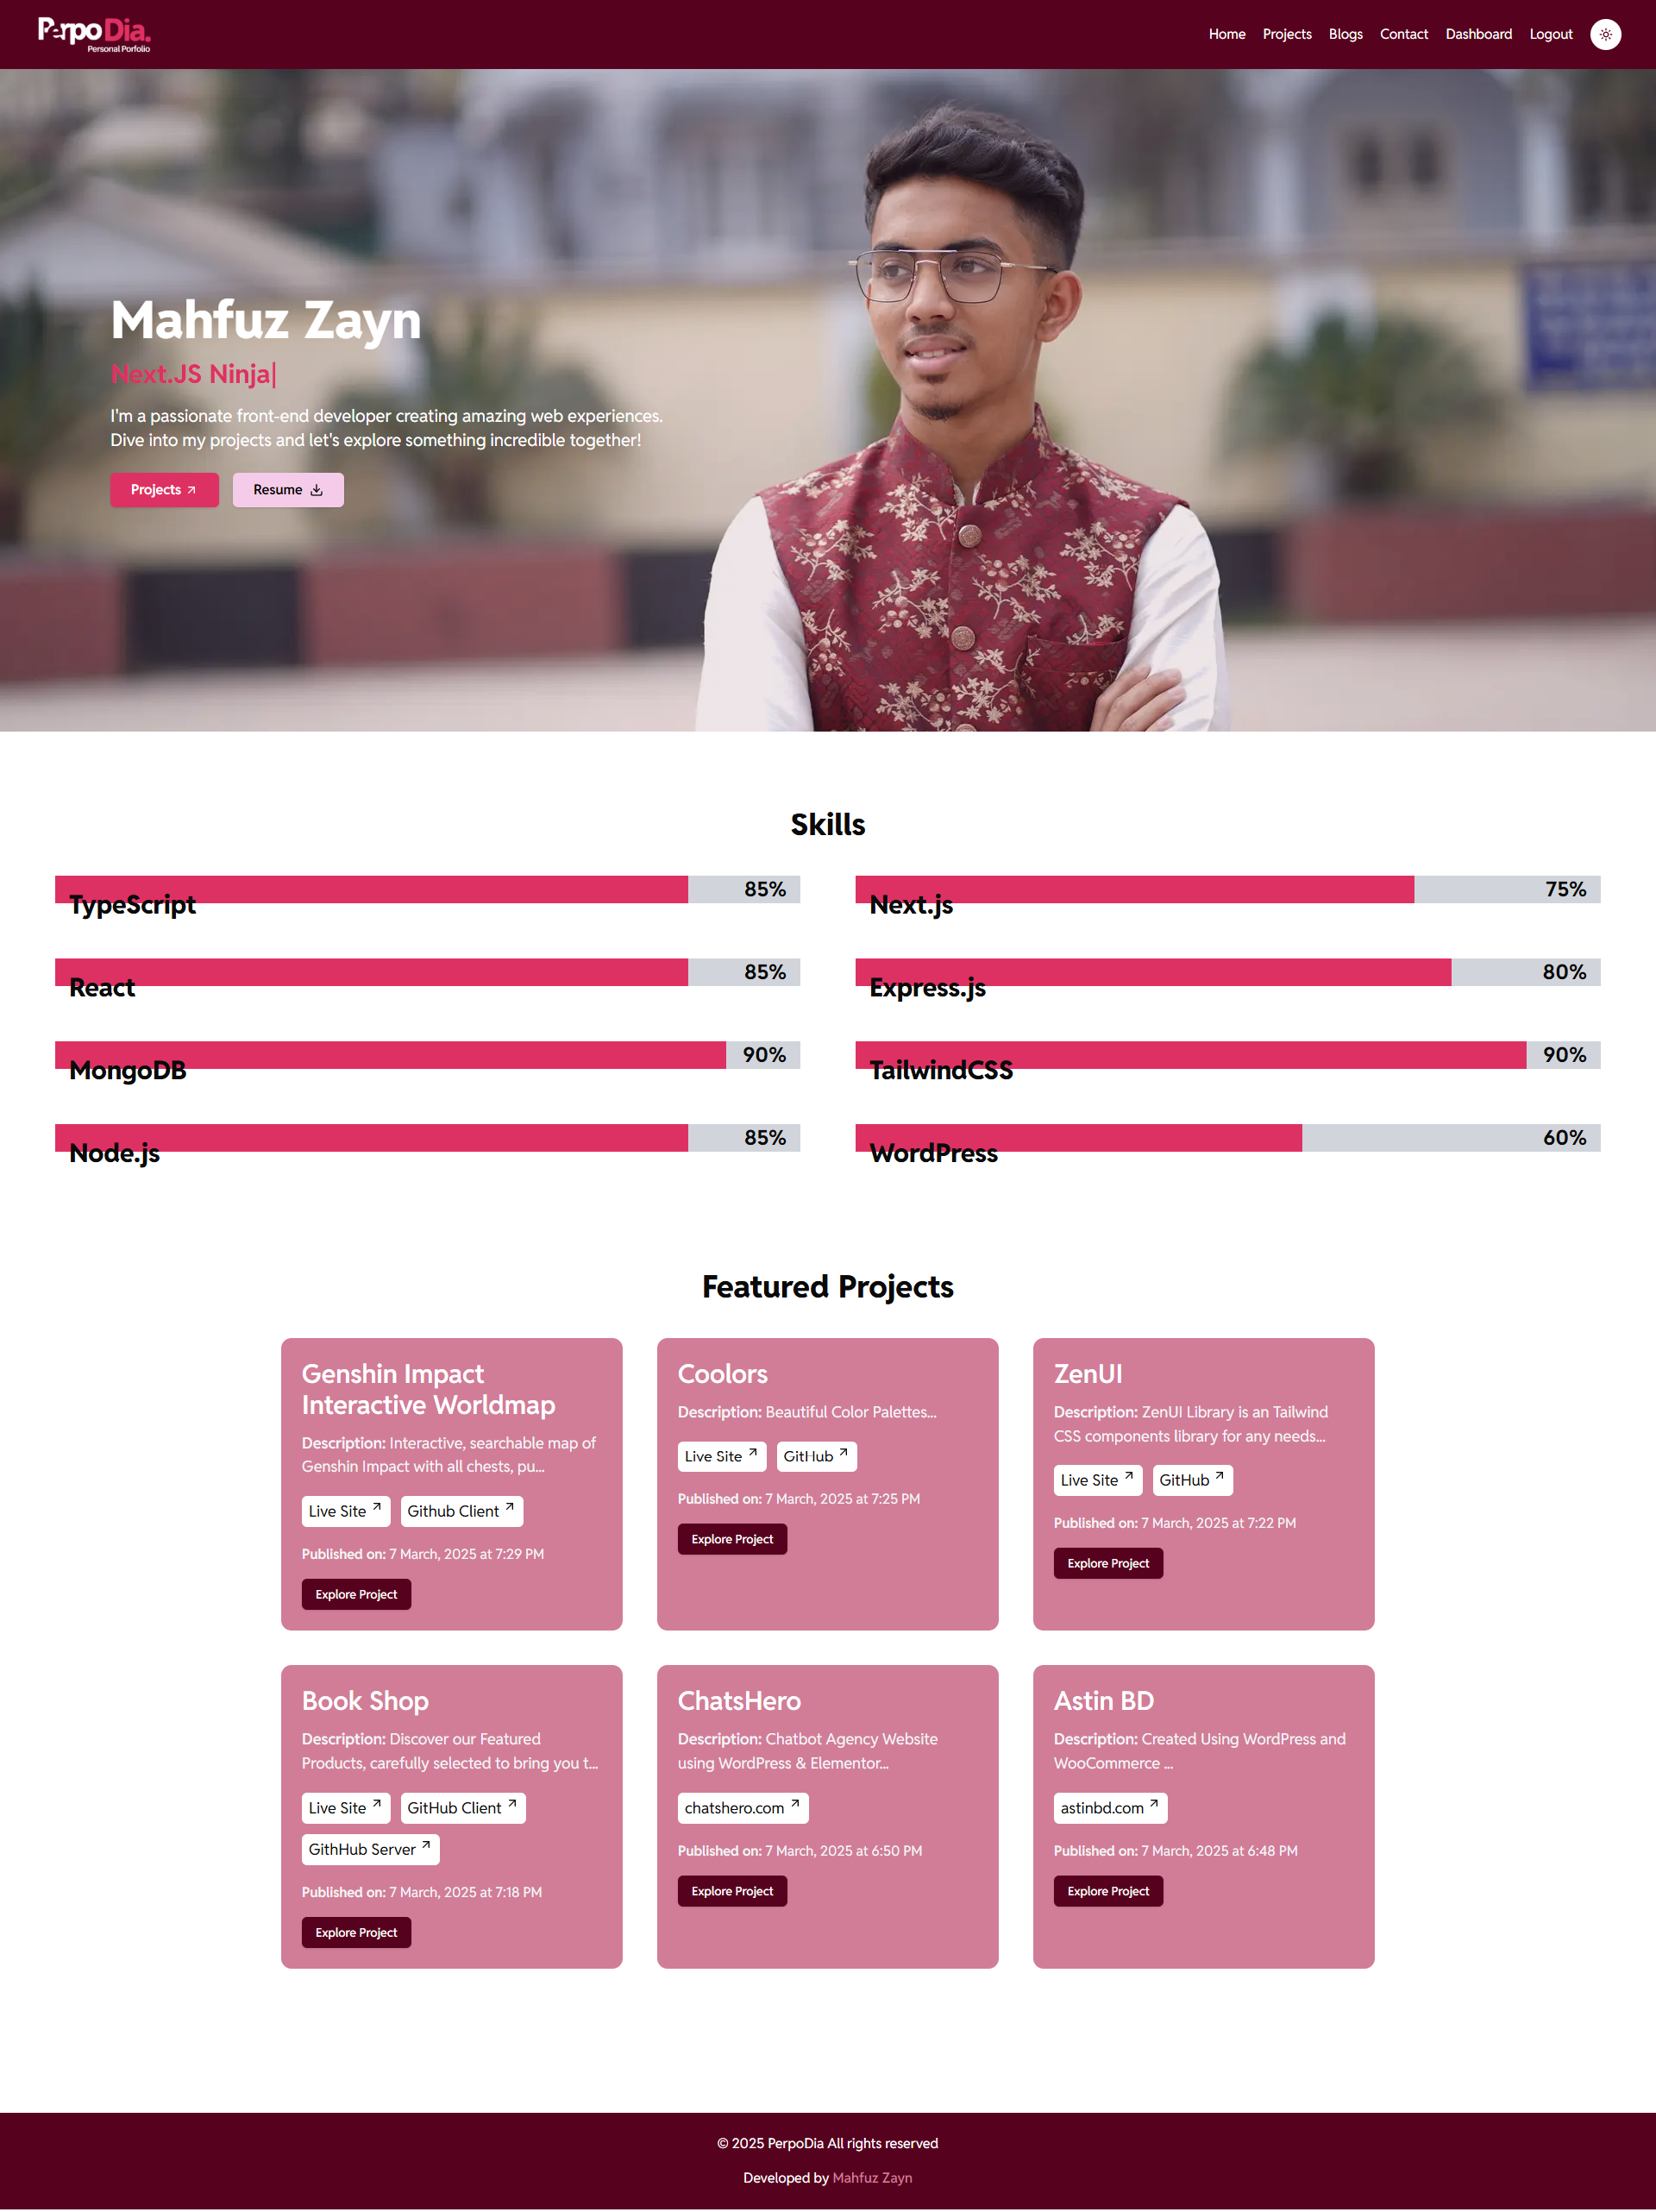 PerpoDia.
Personal Porfolio
Home Projects Blogs Contact Dashboard Logout
Mahfuz Zayn
Next.JS Ninja|
I'm a passionate front-end developer creating amazing web experiences.
Dive into my projects and let's explore something incredible together!
Projects Resume
Skills
TypeScript 85%
Next.js 75%
React 85%
Express.js 80%
MongoDB 90%
TailwindCSS 90%
Node.js 85%
WordPress 60%
Featured Projects
Genshin Impact
Interactive Worldmap
Description: Interactive, searchable map of
Genshin Impact with all chests, pu...
Live Site Github Client
Published on: 7 March, 2025 at 7:29 PM
Explore Project
Coolors
Description: Beautiful Color Palettes...
Live Site GitHub
Published on: 7 March, 2025 at 7:25 PM
Explore Project
ZenUI
Description: ZenUI Library is an Tailwind
CSS components library for any needs...
Live Site GitHub
Published on: 7 March, 2025 at 7:22 PM
Explore Project
Book Shop
Description: Discover our Featured
Products, carefully selected to bring you t...
Live Site GitHub Client
GithHub Server
Published on: 7 March, 2025 at 7:18 PM
Explore Project
ChatsHero
Description: Chatbot Agency Website
using WordPress & Elementor...
chatshero.com
Published on: 7 March, 2025 at 6:50 PM
Explore Project
Astin BD
Description: Created Using WordPress and
WooCommerce ...
astinbd.com
Published on: 7 March, 2025 at 6:48 PM
Explore Project
© 2025 PerpoDia All rights reserved
Developed by Mahfuz Zayn